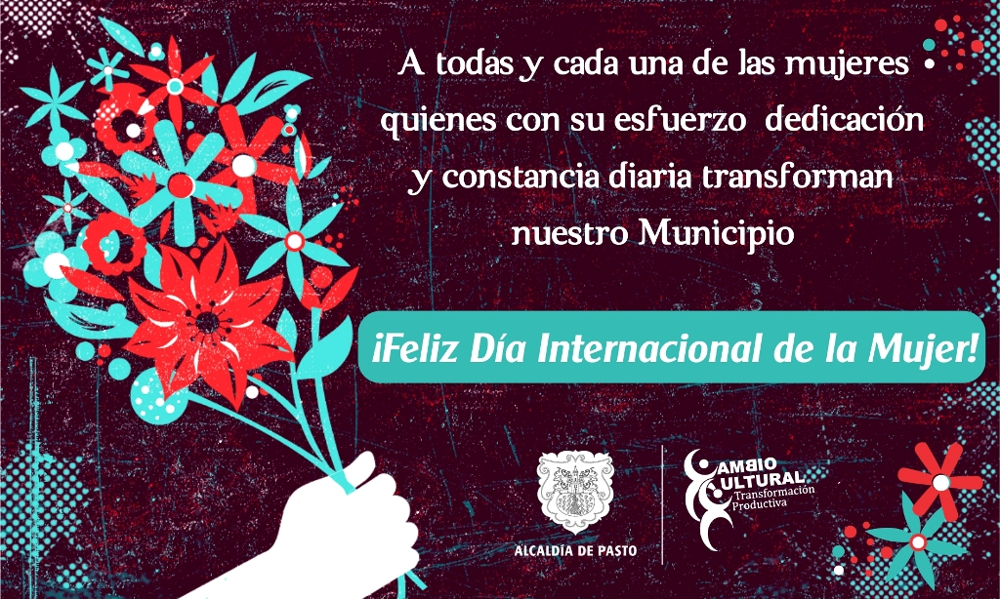 A todas y cada una de las mujeres
quienes con su esfuerzo dedicación
y constancia diaria transforman
nuestro Municipio
¡Feliz Día Internacional de la Mujer!
ALCALDÍA DE PASTO
CAMBIO
CULTURAL
Transformación
Productiva